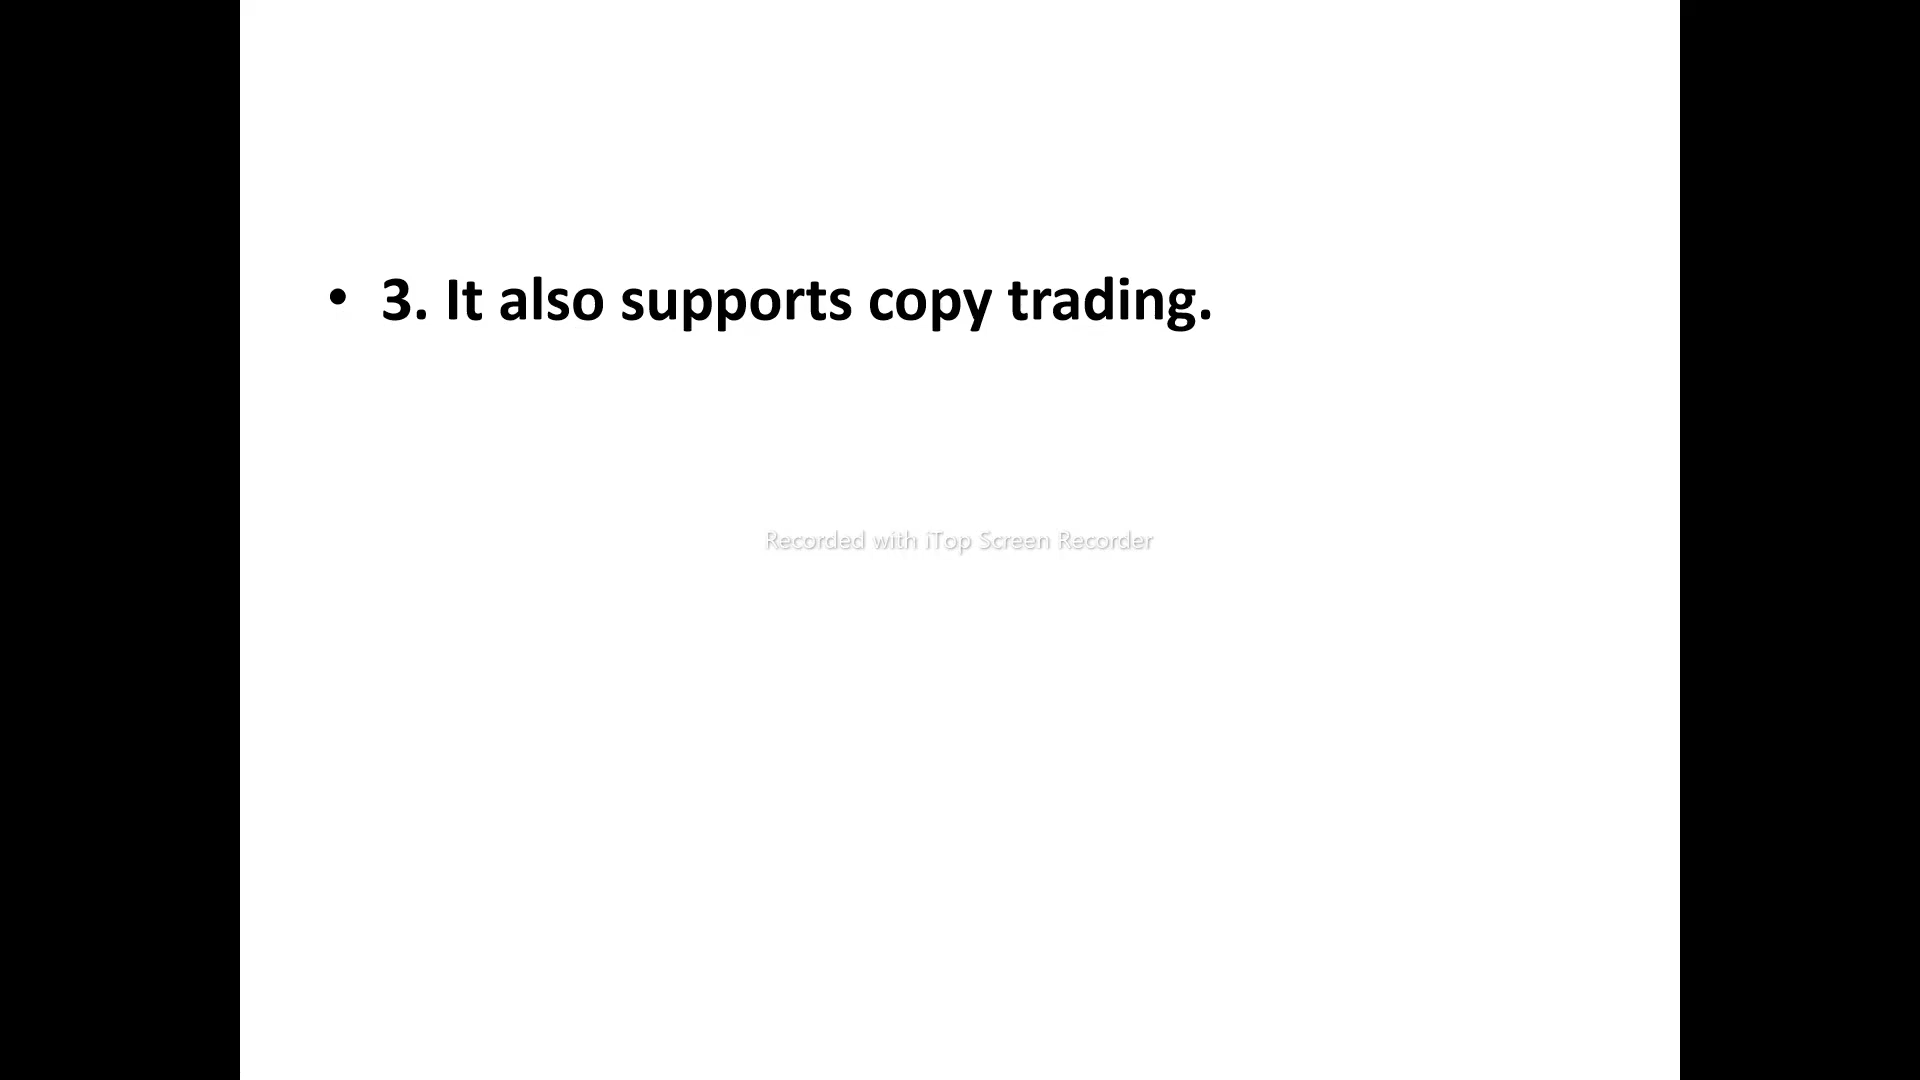 • 3. It also supports copy trading.
Recorded with iTop Screen Recorder